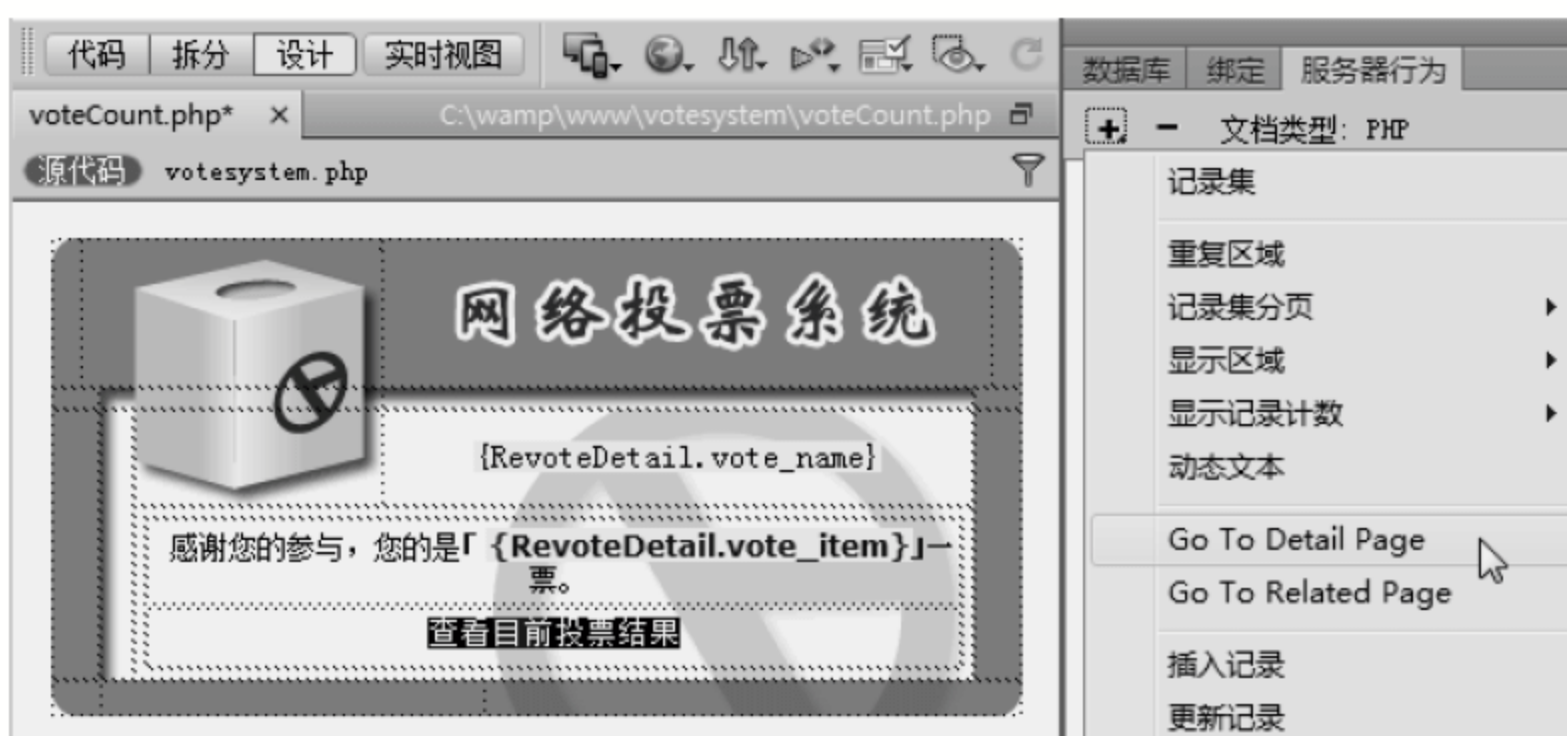 代码 拆分 设计 实时视图
voteCount.php* × C:\wamp\www\votesystem\voteCount.php
源代码 votesystem.php
网络投票系统
{RevoteDetail.vote_name}
感谢您的参与，您的是「{RevoteDetail.vote_item}」一
票。
查看目前投票结果
数据库 绑定 服务器行为
+ − 文档类型: PHP
记录集
重复区域
记录集分页
显示区域
显示记录计数
动态文本
Go To Detail Page
Go To Related Page
插入记录
更新记录